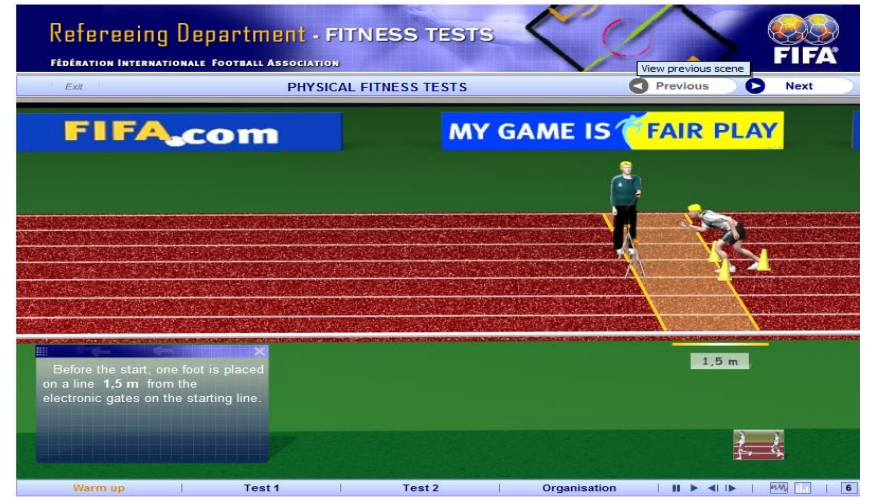 Refereeing Department - FITNESS TESTS
FÉDÉRATION INTERNATIONALE FOOTBALL ASSOCIATION
FIFA®
View previous scene
Exit
PHYSICAL FITNESS TESTS
Previous
Next
FIFA.com
MY GAME IS FAIR PLAY
1,5 m
Before the start, one foot is placed
on a line 1,5 m from the
electronic gates on the starting line.
Warm up | Test 1 | Test 2 | Organisation | | | 6